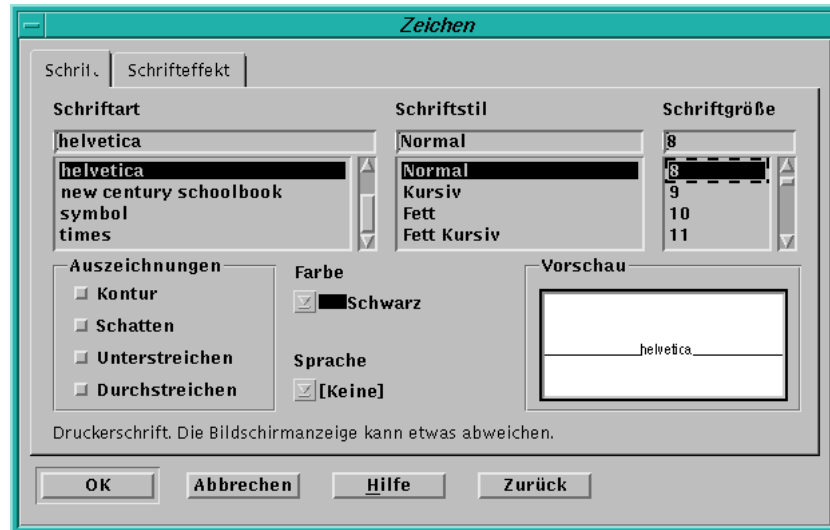 Zeichen
Schrift Schrifteffekt
Schriftart Schriftstil Schriftgröße
helvetica Normal 8
helvetica Normal 8
new century schoolbook Kursiv 9
symbol Fett 10
times Fett Kursiv 11
Auszeichnungen Farbe Vorschau
Kontur Schwarz
Schatten
helvetica
Unterstreichen Sprache
Durchstreichen [Keine]
Druckerschrift. Die Bildschirmanzeige kann etwas abweichen.
OK Abbrechen Hilfe Zurück